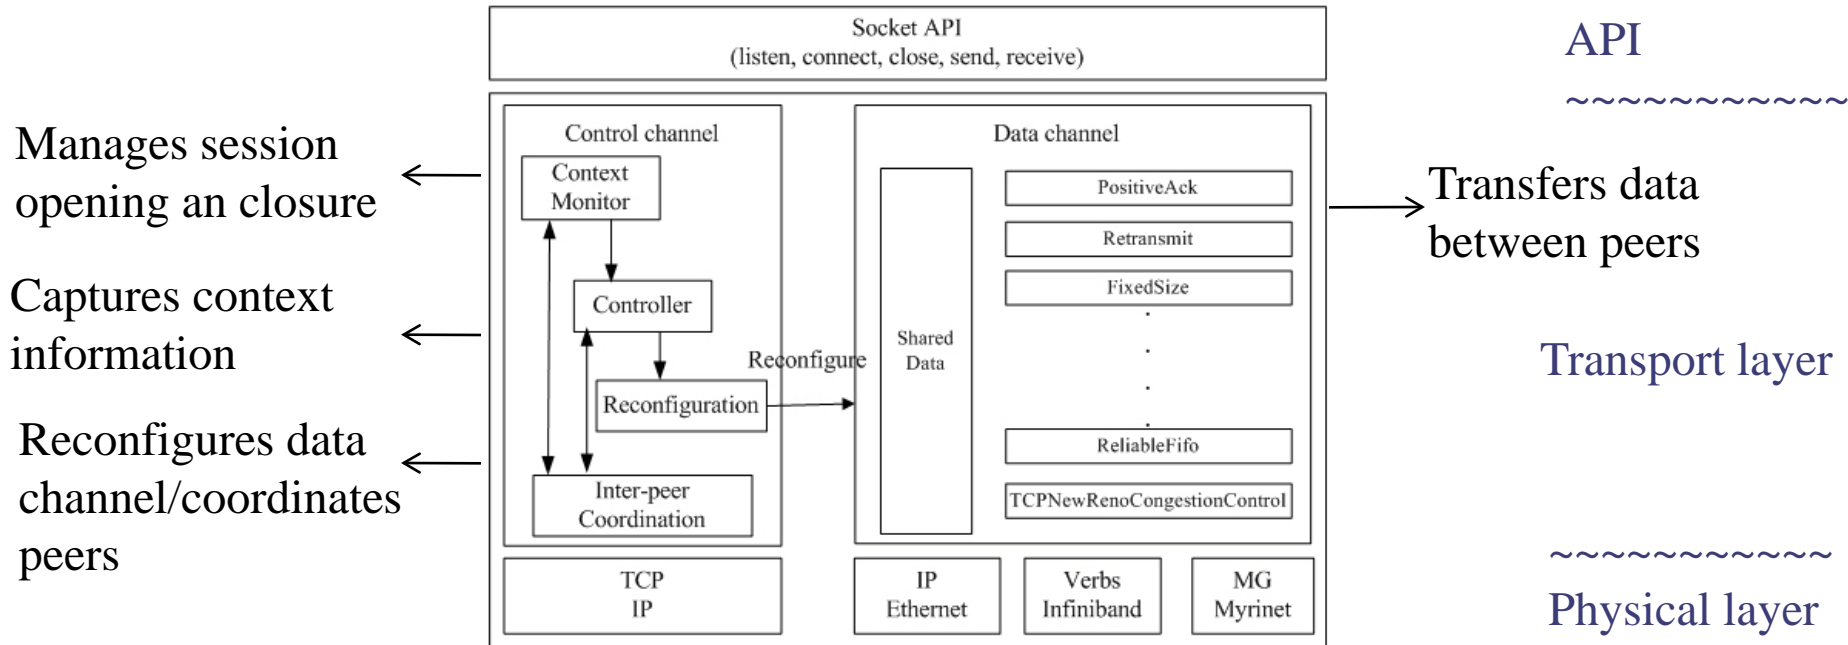 Socket API
(listen, connect, close, send, receive)
API
~~~~~~~~~~~
Manages session
opening an closure
Captures context
information
Reconfigures data
channel/coordinates
peers
Control channel
Context
Monitor
Controller
Reconfiguration
Inter-peer
Coordination
Reconfigure
Data channel
Shared
Data
PositiveAck
Retransmit
FixedSize
.
.
.
.
ReliableFifo
TCPNewRenoCongestionControl
Transfers data
between peers
Transport layer
TCP
IP
IP
Ethernet
Verbs
Infiniband
MG
Myrinet
~~~~~~~~~~~
Physical layer